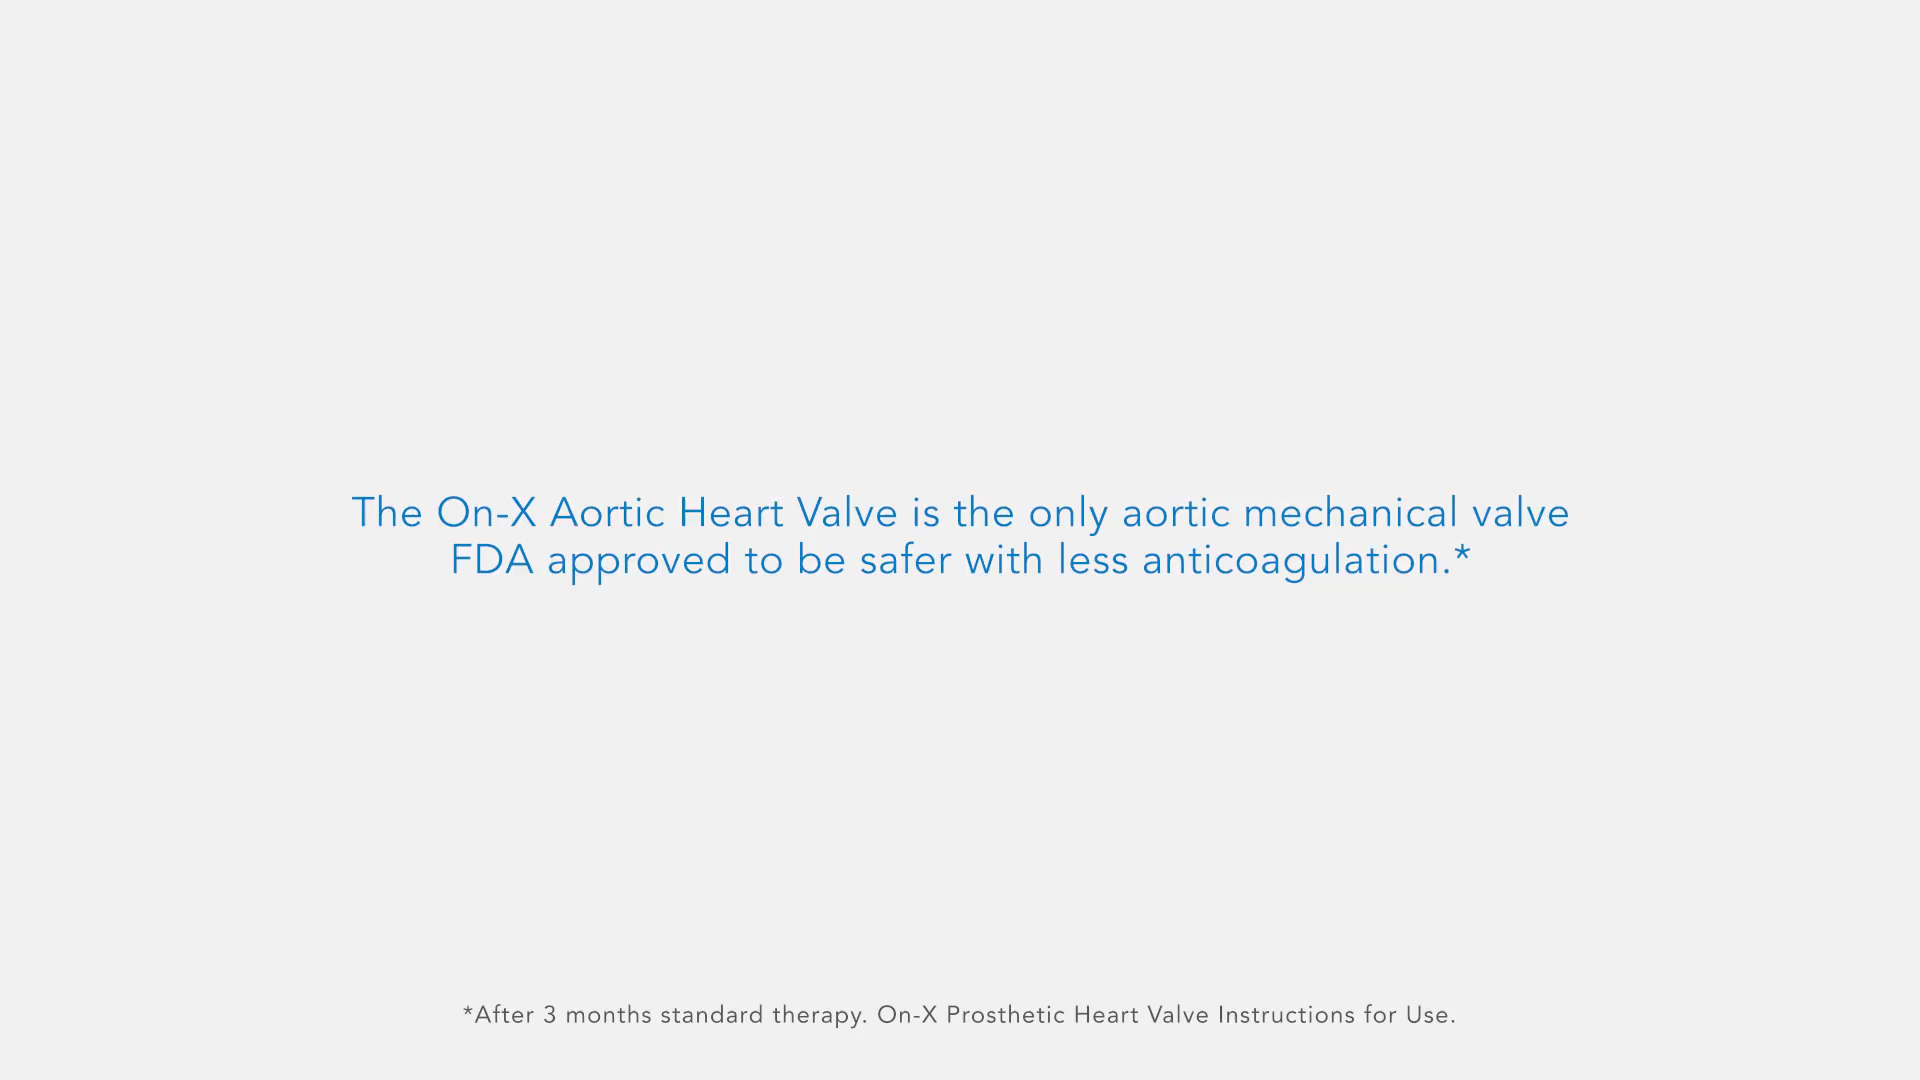 The On-X Aortic Heart Valve is the only aortic mechanical valve
FDA approved to be safer with less anticoagulation.*
*After 3 months standard therapy. On-X Prosthetic Heart Valve Instructions for Use.